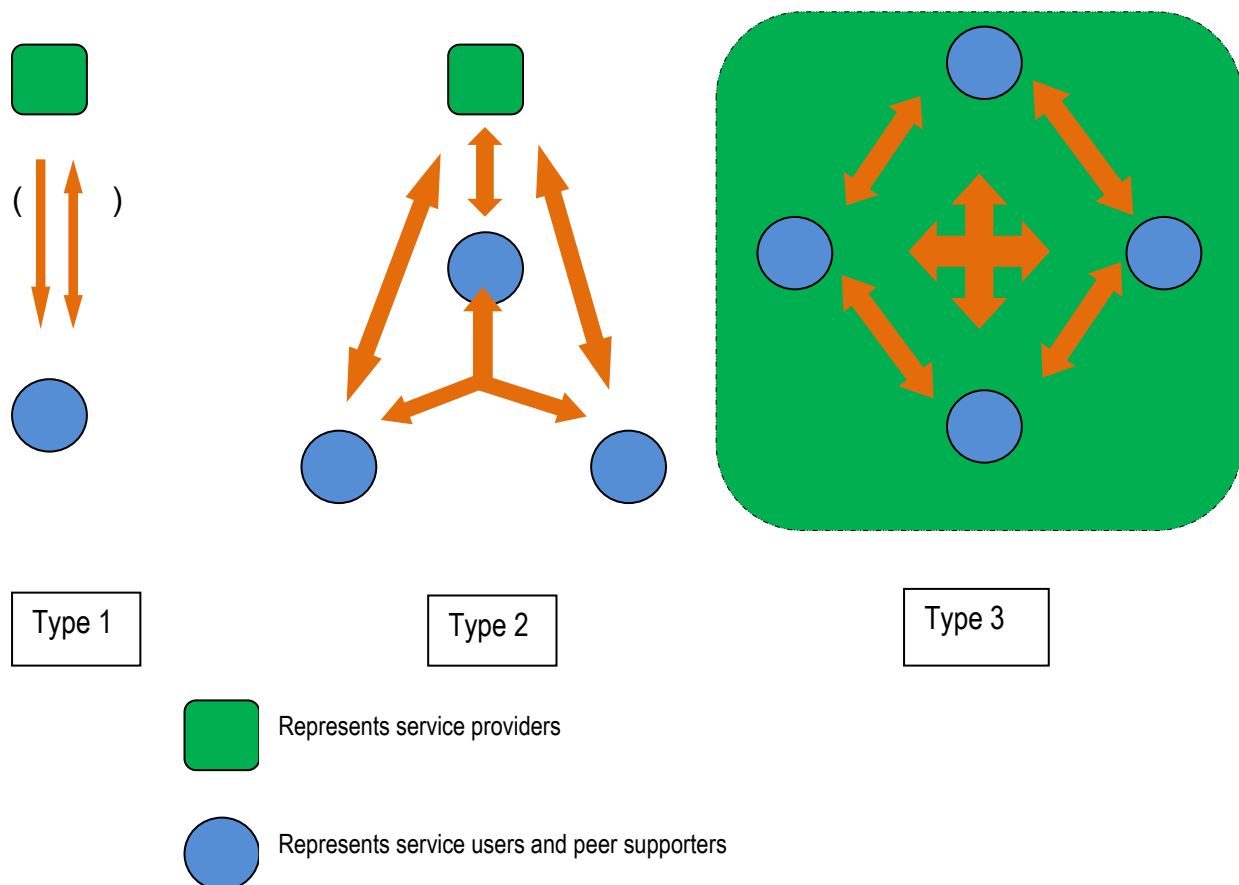 ( )
Type 1
Type 2
Type 3
Represents service providers
Represents service users and peer supporters